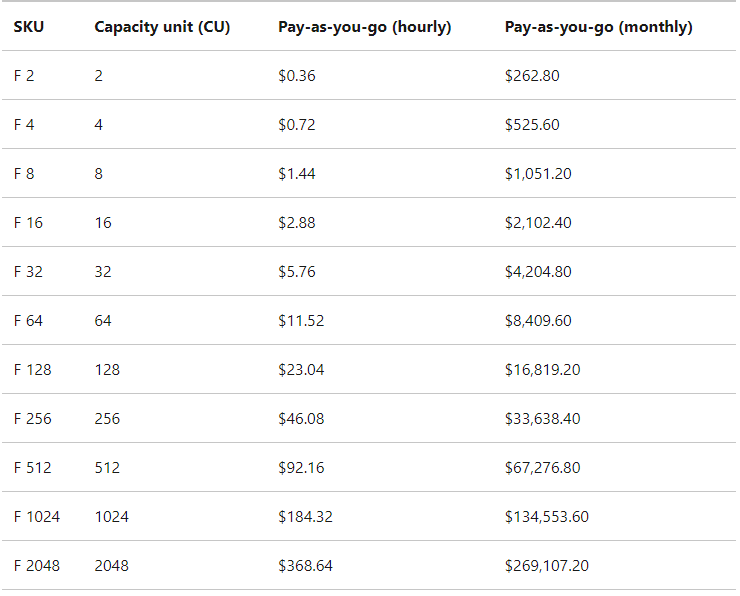 SKU Capacity unit (CU) Pay-as-you-go (hourly) Pay-as-you-go (monthly)
F 2 2 $0.36 $262.80
F 4 4 $0.72 $525.60
F 8 8 $1.44 $1,051.20
F 16 16 $2.88 $2,102.40
F 32 32 $5.76 $4,204.80
F 64 64 $11.52 $8,409.60
F 128 128 $23.04 $16,819.20
F 256 256 $46.08 $33,638.40
F 512 512 $92.16 $67,276.80
F 1024 1024 $184.32 $134,553.60
F 2048 2048 $368.64 $269,107.20